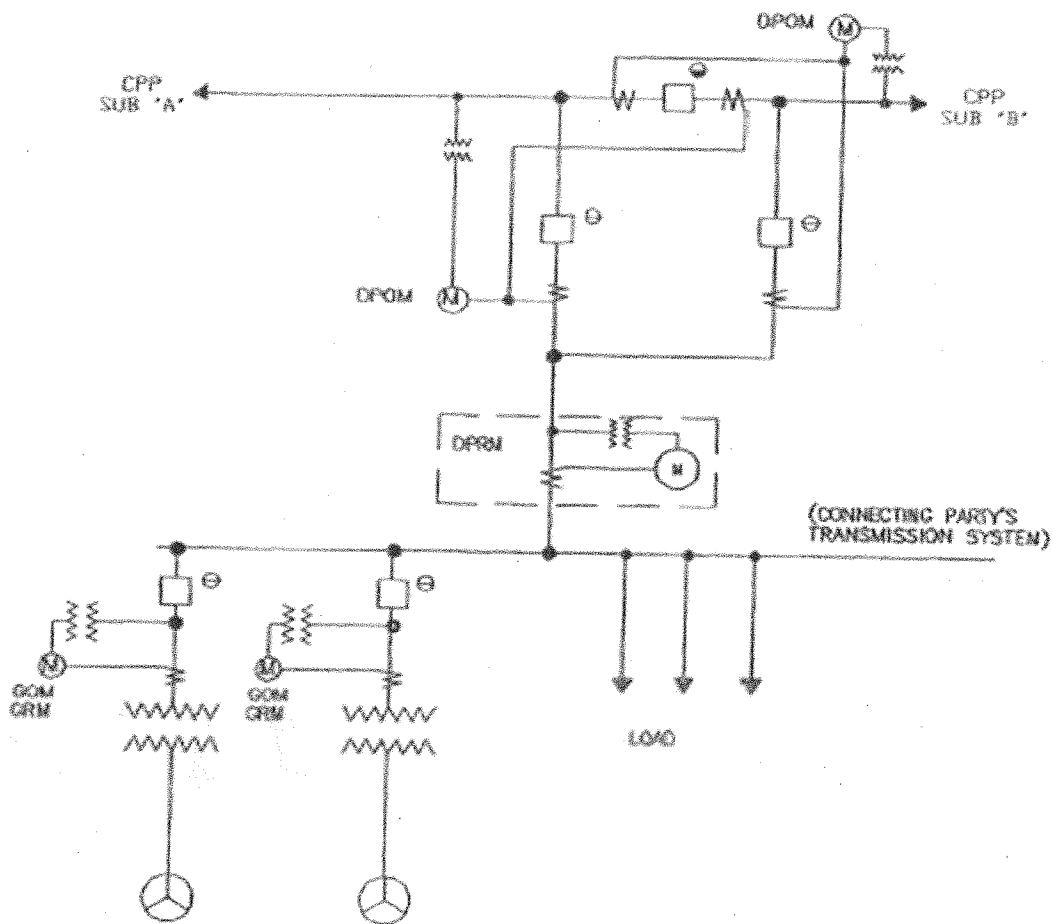 DPOM
M
CPP
SUB "A"
CPP
SUB "B"
DPOM
M
DPRM
M
(CONNECTING PARTY'S
TRANSMISSION SYSTEM)
M
GOM
GRM
M
GOM
GRM
LOAD